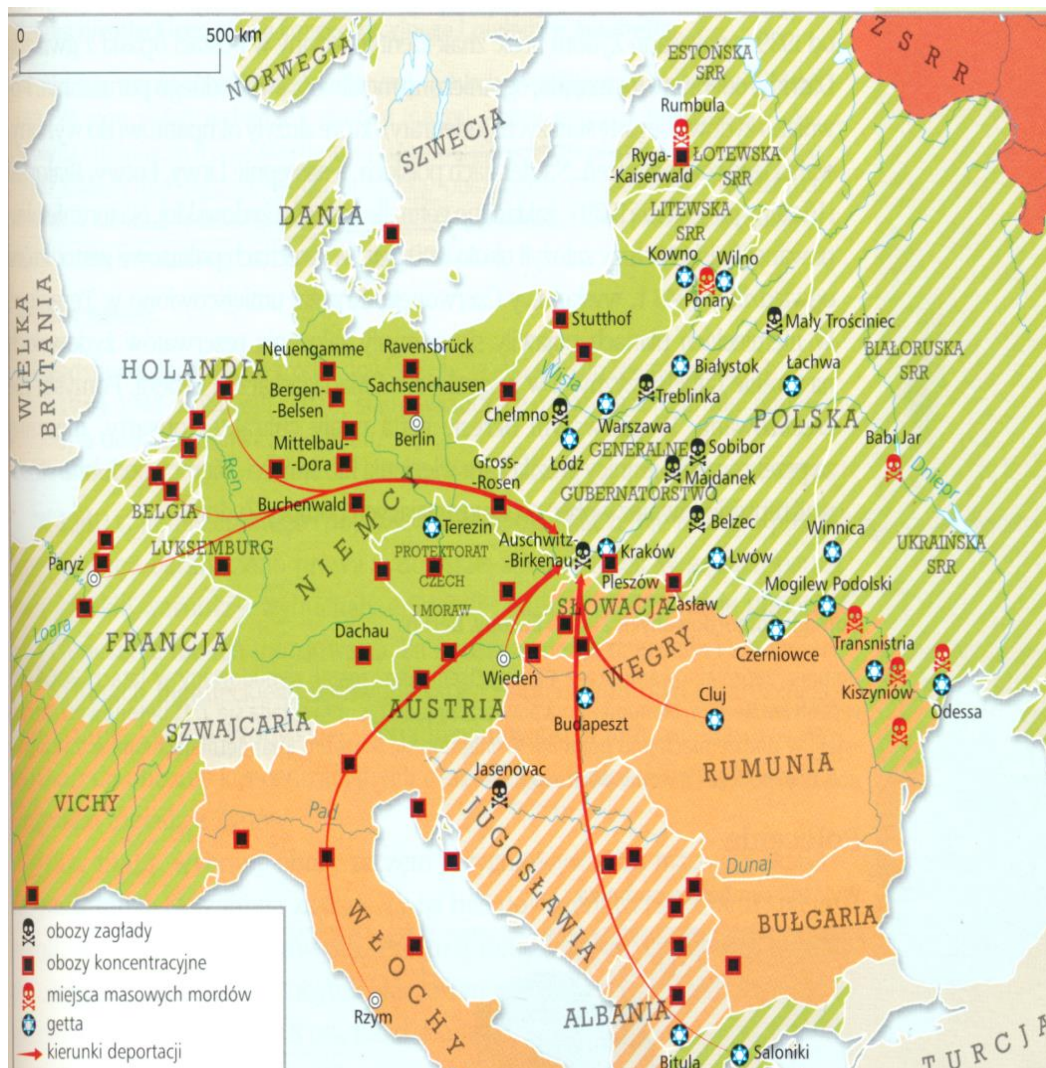 0
500 km
NORWEGIA
SZWECJA
ESTOŃSKA
SRR
ZSRR
Rumbula
Ryga-
-Kaiserwald
ŁOTEWSKA
SRR
DANIA
LITEWSKA
SRR
Kowno
Wilno
Ponary
WIELKA
BRYTANIA
HOLANDIA
Neuengamme
Ravensbrück
Stutthof
Mały Trościniec
BIAŁORUSKA
SRR
Bergen-
-Belsen
Sachsenchausen
Wisła
Białystok
Łachwa
Chełmno
Treblinka
Berlin
Warszawa
POLSKA
Mittelbau-
-Dora
Łódź
GENERALNE
GUBERNATORSTWO
Sobibor
Babi Jar
Ren
Gross-
-Rosen
Majdanek
Dniepr
Buchenwald
BELGIA
NIEMCY
Bełzec
Terezin
Auschwitz-
-Birkenau
Winnica
LUKSEMBURG
PROTEKTORAT
CZECH
I MORAW
Kraków
Lwów
UKRAIŃSKA
SRR
Paryż
Pleszów
Mogilew Podolski
SŁOWACJA
Zasław
Loara
FRANCJA
Dachau
Transnistria
Wiedeń
WĘGRY
Czerniowce
Kiszyniów
Odessa
SZWAJCARIA
AUSTRIA
Budapeszt
Cluj
VICHY
Jasenovac
RUMUNIA
Pad
JUGOSŁAWIA
Dunaj
WŁOCHY
BUŁGARIA
Rzym
ALBANIA
Bitula
Saloniki
TURCJA
obozy zagłady
obozy koncentracyjne
miejsca masowych mordów
getta
kierunki deportacji